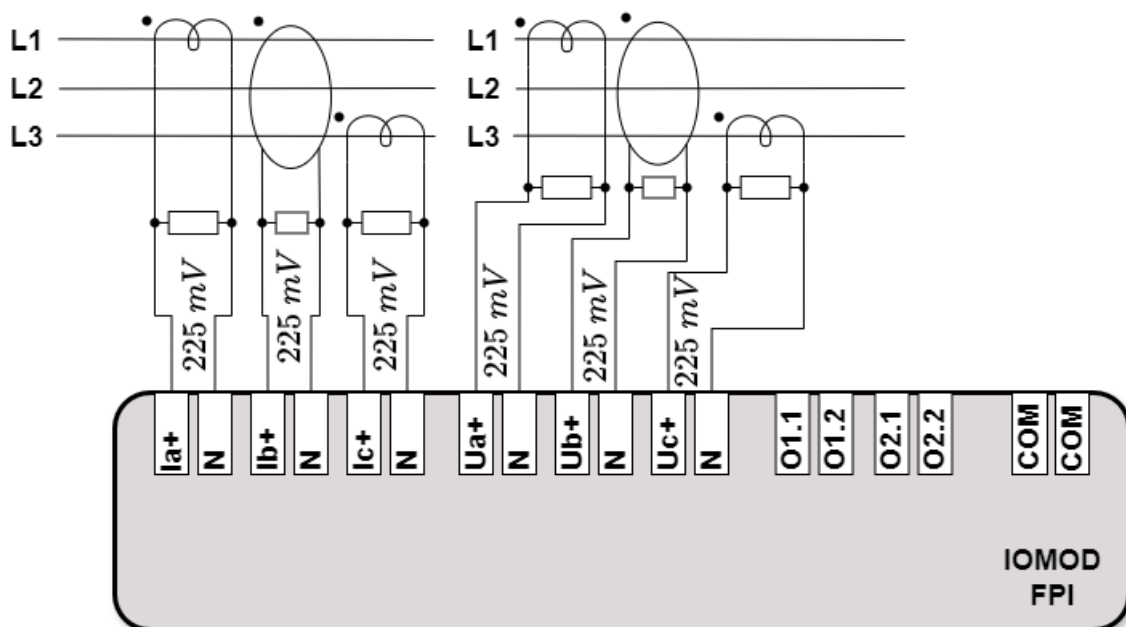 L1
L2
L3
L1
L2
L3
225 mV
225 mV
225 mV
225 mV
225 mV
225 mV
Ia+
N
Ib+
N
Ic+
N
Ua+
N
Ub+
N
Uc+
N
O1.1
O1.2
O2.1
O2.2
COM
COM
IOMOD
FPI